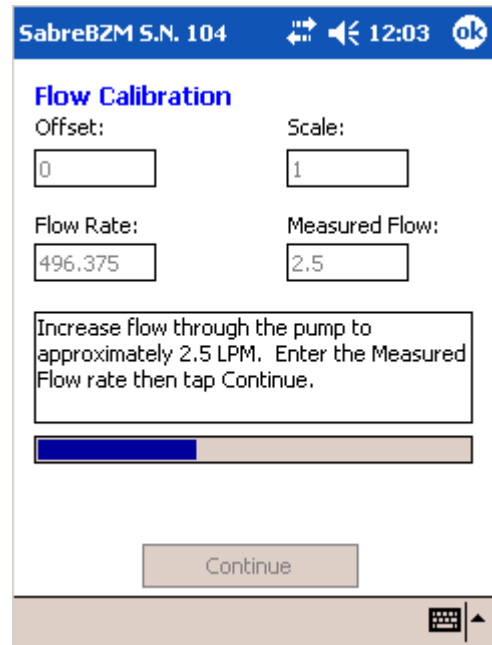 SabreBZM S.N. 104 12:03 ok
Flow Calibration
Offset: Scale:
0 1
Flow Rate: Measured Flow:
496.375 2.5
Increase flow through the pump to
approximately 2.5 LPM.  Enter the Measured
Flow rate then tap Continue.
Continue